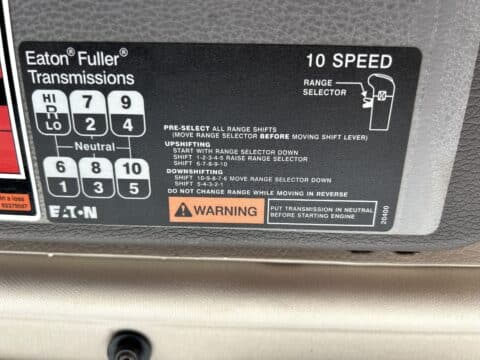 Eaton® Fuller®
Transmissions
10 SPEED
RANGE
SELECTOR
HI 7 9
R
LO 2 4
Neutral
6 8 10
1 3 5
EATON
PRE-SELECT ALL RANGE SHIFTS
(MOVE RANGE SELECTOR BEFORE MOVING SHIFT LEVER)
UPSHIFTING
START WITH RANGE SELECTOR DOWN
SHIFT 1-2-3-4-5 RAISE RANGE SELECTOR
SHIFT 6-7-8-9-10
DOWNSHIFTING
SHIFT 10-9-8-7-6 MOVE RANGE SELECTOR DOWN
SHIFT 5-4-3-2-1
DO NOT CHANGE RANGE WHILE MOVING IN REVERSE
WARNING
PUT TRANSMISSION IN NEUTRAL
BEFORE STARTING ENGINE
20400